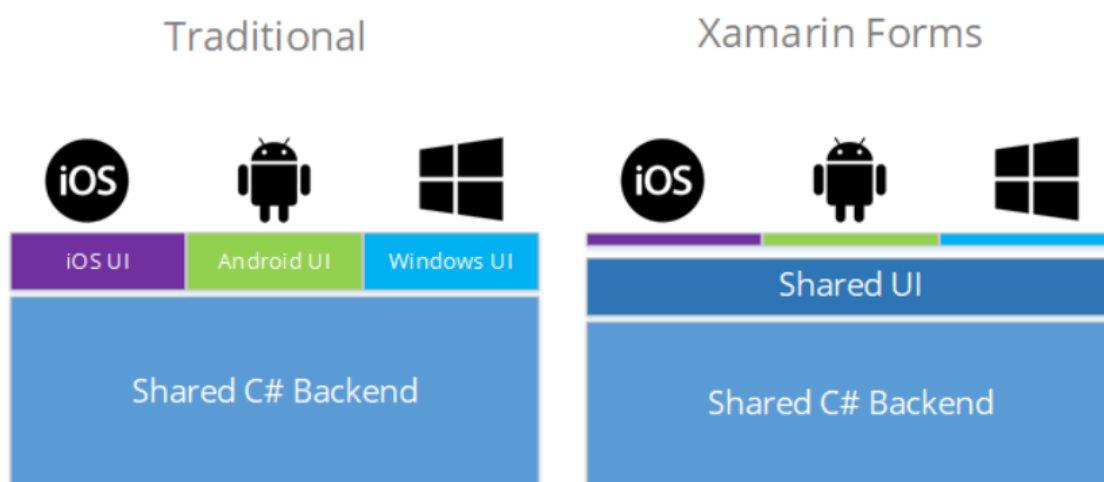 Traditional
Xamarin Forms
iOS
iOS
iOS UI
Android UI
Windows UI
Shared UI
Shared C# Backend
Shared C# Backend